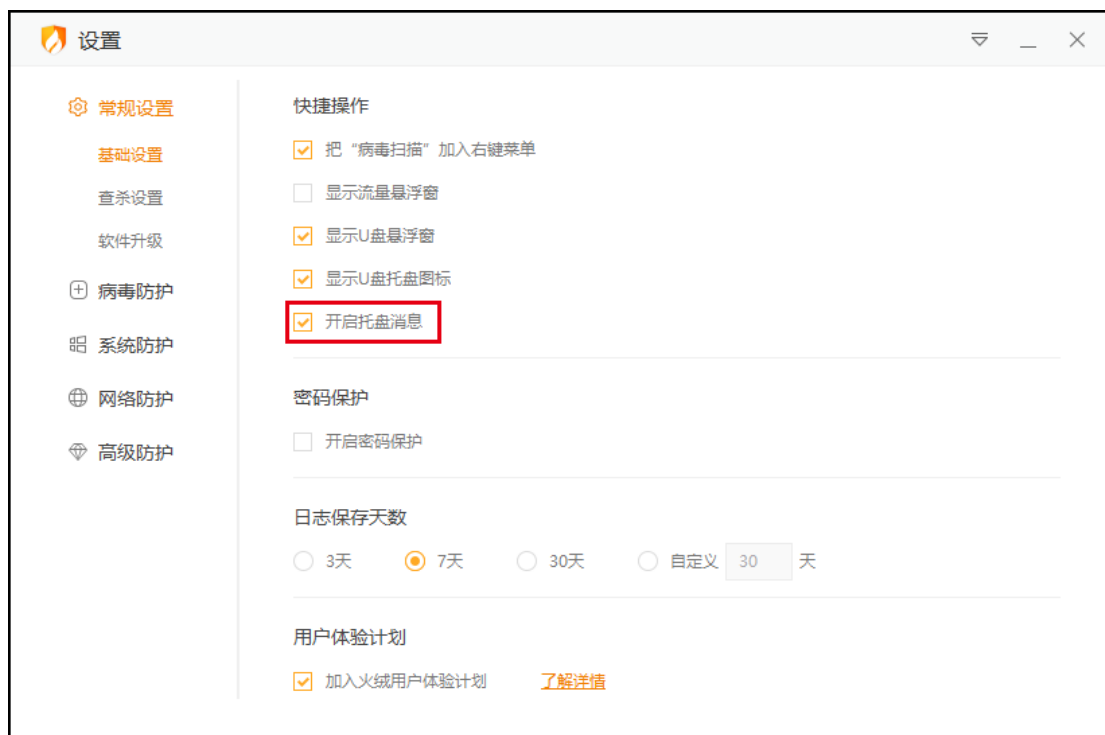 设置
常规设置
基础设置
查杀设置
软件升级
病毒防护
系统防护
网络防护
高级防护
快捷操作
把“病毒扫描”加入右键菜单
显示流量悬浮窗
显示U盘悬浮窗
显示U盘托盘图标
开启托盘消息
密码保护
开启密码保护
日志保存天数
3天 7天 30天 自定义 30 天
用户体验计划
加入火绒用户体验计划 了解详情